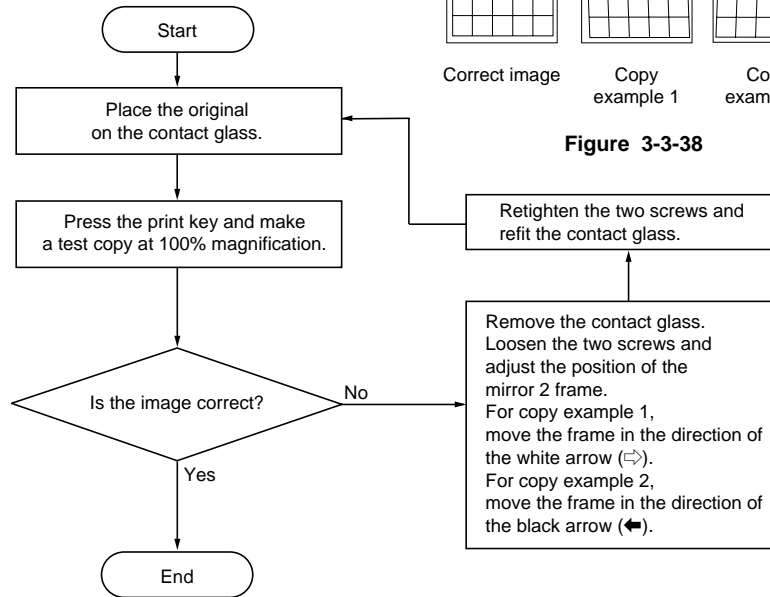 Start
Place the original
on the contact glass.
Press the print key and make
a test copy at 100% magnification.
Is the image correct?
No
Yes
End
Correct image
Copy
example 1
Figure 3-3-38
Retighten the two screws and
refit the contact glass.
Remove the contact glass.
Loosen the two screws and
adjust the position of the
mirror 2 frame.
For copy example 1,
move the frame in the direction of
the white arrow (⇨).
For copy example 2,
move the frame in the direction of
the black arrow (⬅).